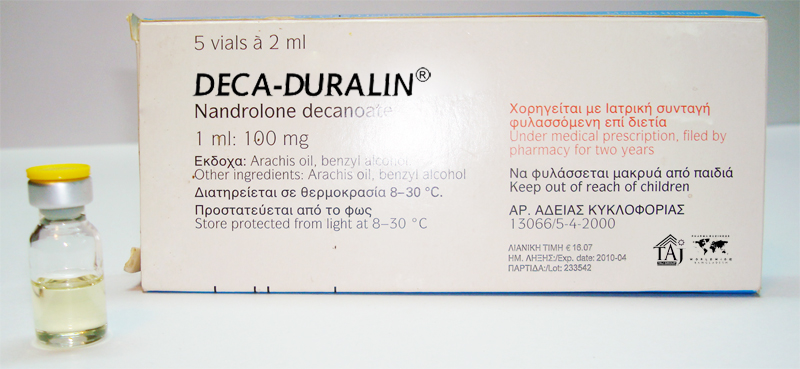 5 vials à 2 ml
DECA-DURALIN®
Nandrolone decanoate
1 ml: 100 mg
Εκδοχα: Arachis oil, benzyl alcohol
Other ingredients: Arachis oil, benzyl alcohol
Διατηρείται σε θερμοκρασία 8–30 °C.
Προστατεύεται από το φως
Store protected from light at 8–30 °C
Χορηγείται με Ιατρική συνταγή
φυλασσόμενη επί διετία
Under medical prescription, filed by
pharmacy for two years
Να φυλάσσεται μακρυά από παιδιά
Keep out of reach of children
ΑΡ. ΑΔΕΙΑΣ ΚΥΚΛΟΦΟΡΙΑΣ
13066/5-4-2000
ΛΙΑΝΙΚΗ ΤΙΜΗ € 16.07
ΗΜ. ΛΗΞΗΣ:/Exp. date: 2010-04
ΠΑΡΤΙΔΑ:/Lot: 233542
TAJ
WORLDWIDE